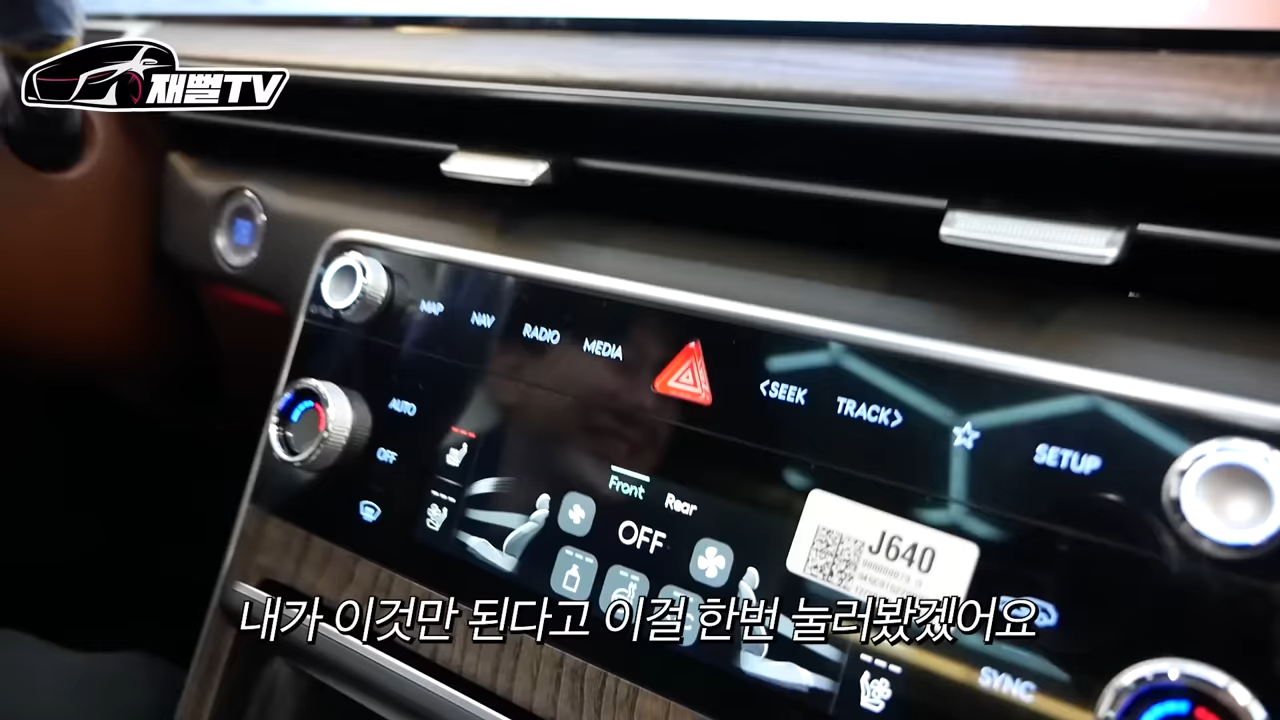 재뻘TV
MAP NAV RADIO MEDIA <SEEK TRACK> SETUP
AUTO
OFF
Front Rear
OFF
J640
SYNC
내가 이것만 된다고 이걸 한번 눌러봤겠어요